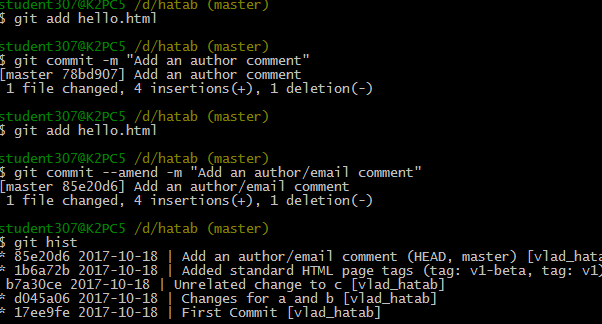 student307@K2PC5 /d/hatab (master)
$ git add hello.html
student307@K2PC5 /d/hatab (master)
$ git commit -m "Add an author comment"
[master 78bd907] Add an author comment
1 file changed, 4 insertions(+), 1 deletion(-)
student307@K2PC5 /d/hatab (master)
$ git add hello.html
student307@K2PC5 /d/hatab (master)
$ git commit --amend -m "Add an author/email comment"
[master 85e20d6] Add an author/email comment
1 file changed, 4 insertions(+), 1 deletion(-)
student307@K2PC5 /d/hatab (master)
$ git hist
* 85e20d6 2017-10-18 | Add an author/email comment (HEAD, master) [vlad_hatab]
* 1b6a72b 2017-10-18 | Added standard HTML page tags (tag: v1-beta, tag: v1)
b7a30ce 2017-10-18 | Unrelated change to c [vlad_hatab]
* d045a06 2017-10-18 | Changes for a and b [vlad_hatab]
* 17ee9fe 2017-10-18 | First Commit [vlad_hatab]